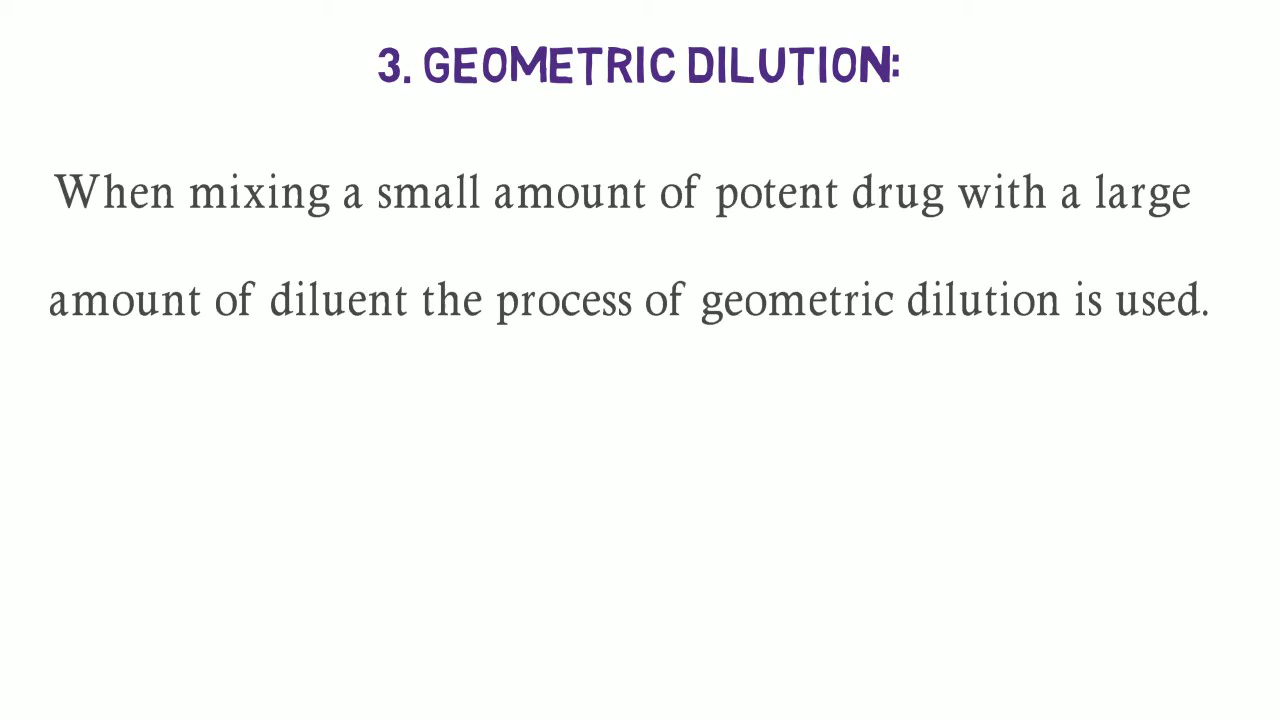 3. GEOMETRIC DILUTION:
When mixing a small amount of potent drug with a large
amount of diluent the process of geometric dilution is used.